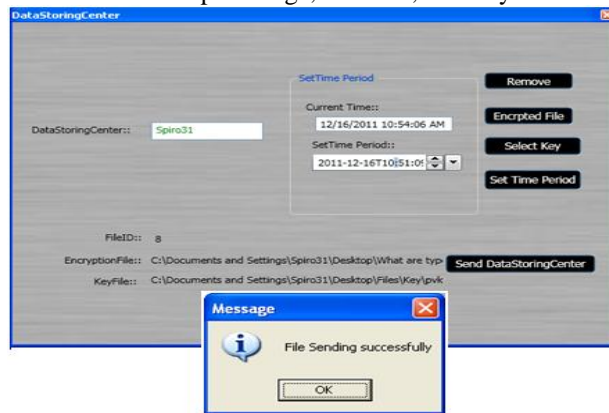 DataStoringCenter
SetTime Period
Remove
Current Time::
12/16/2011 10:54:06 AM
Encrpted File
DataStoringCenter::
Spiro31
SetTime Period::
Select Key
2011-12-16T10:51:09
Set Time Period
FileID:: 8
EncryptionFile:: C:\Documents and Settings\Spiro31\Desktop\What are typ
Send DataStoringCenter
KeyFile:: C:\Documents and Settings\Spiro31\Desktop\Files\Key\pvk
Message
File Sending successfully
OK